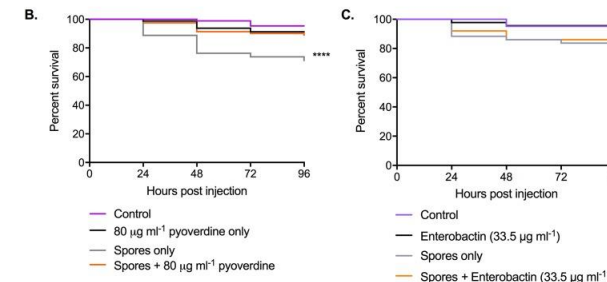 B.
Percent survival
100
80
60
40
20
0
0 24 48 72 96
Hours post injection
****
Control
80 µg ml-1 pyoverdine only
Spores only
Spores + 80 µg ml-1 pyoverdine
C.
Percent survival
100
80
60
40
20
0
0 24 48 72
Hours post injection
Control
Enterobactin (33.5 µg ml-1)
Spores only
Spores + Enterobactin (33.5 µg ml-1